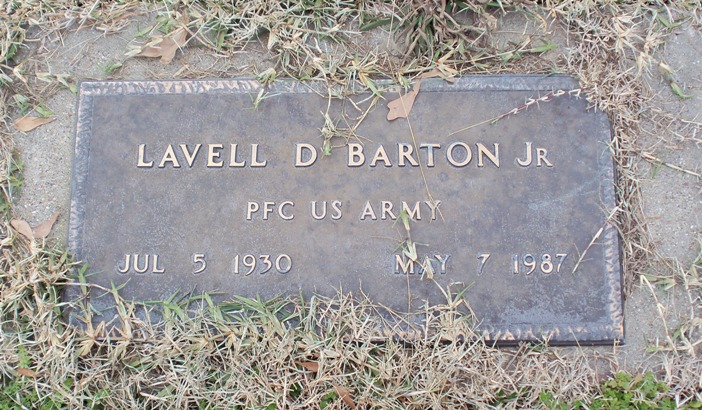 LAVELL D BARTON JR
PFC US ARMY
JUL 5 1930 MAY 7 1987